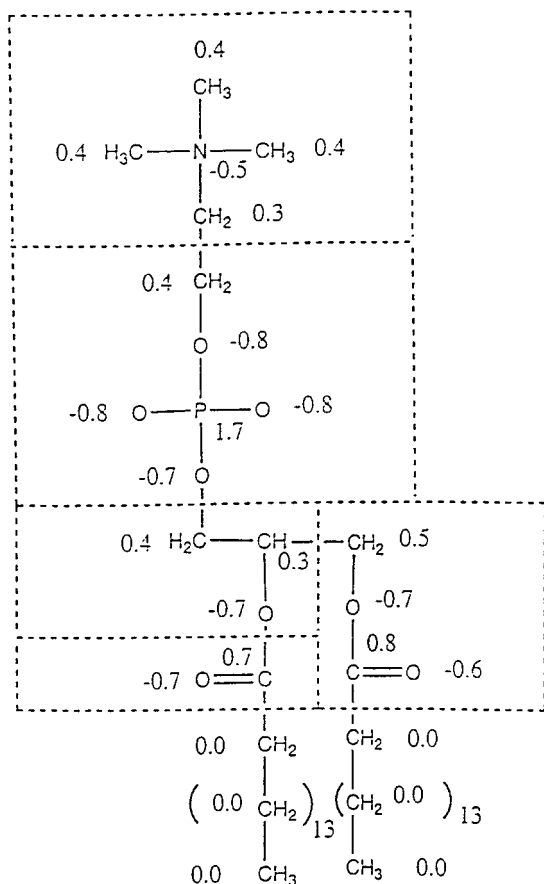 0.4
CH3
0.4 H3C N CH3 0.4
-0.5
CH2 0.3
0.4 CH2
O -0.8
-0.8 O P O -0.8
1.7
-0.7 O
0.4 H2C CH CH2 0.5
0.3
-0.7 O O -0.7
0.7 0.8
-0.7 O C C O -0.6
0.0 CH2 CH2 0.0
( 0.0 CH2 )13 ( CH2 0.0 )13
0.0 CH3 CH3 0.0